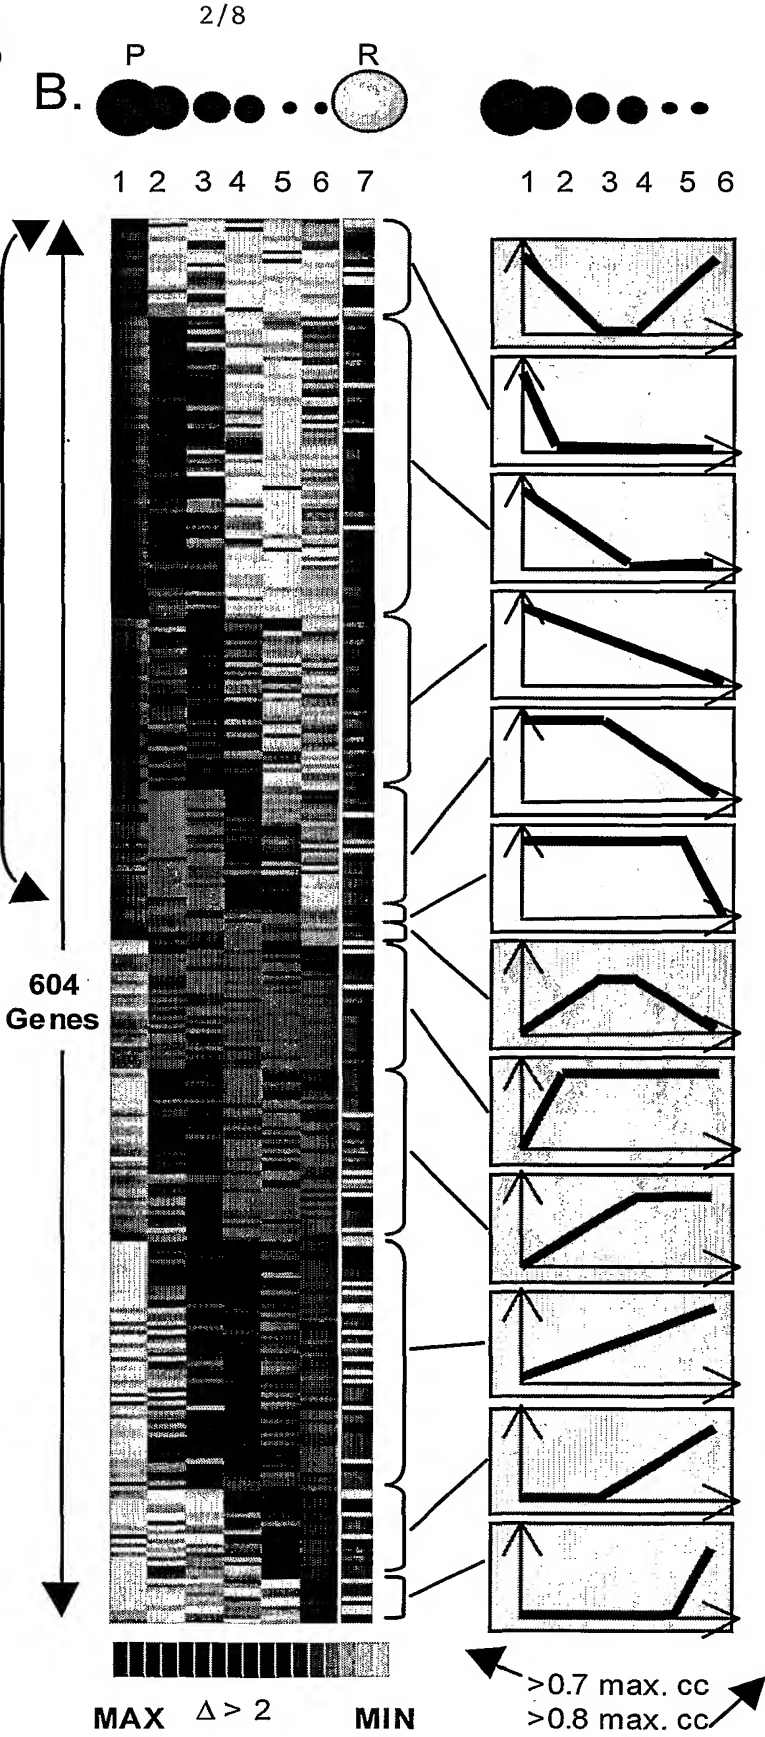 2/8
P R
B.
1 2 3 4 5 6 7 1 2 3 4 5 6
604
Genes
MAX Δ > 2 MIN
>0.7 max. cc
>0.8 max. cc